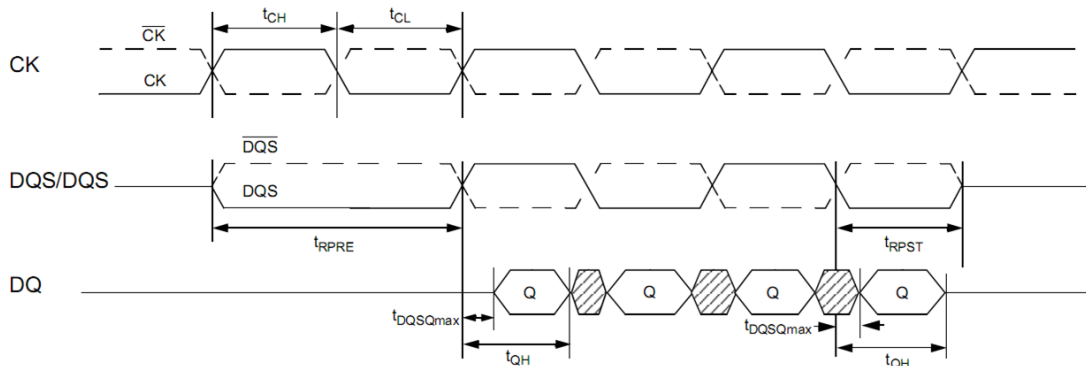 tCH
tCL
CK
CK
CK
DQS
DQS/DQS
DQS
tRPRE
tRPST
DQ
Q
Q
Q
Q
tDQSQmax
tDQSQmax
tQH
tQH